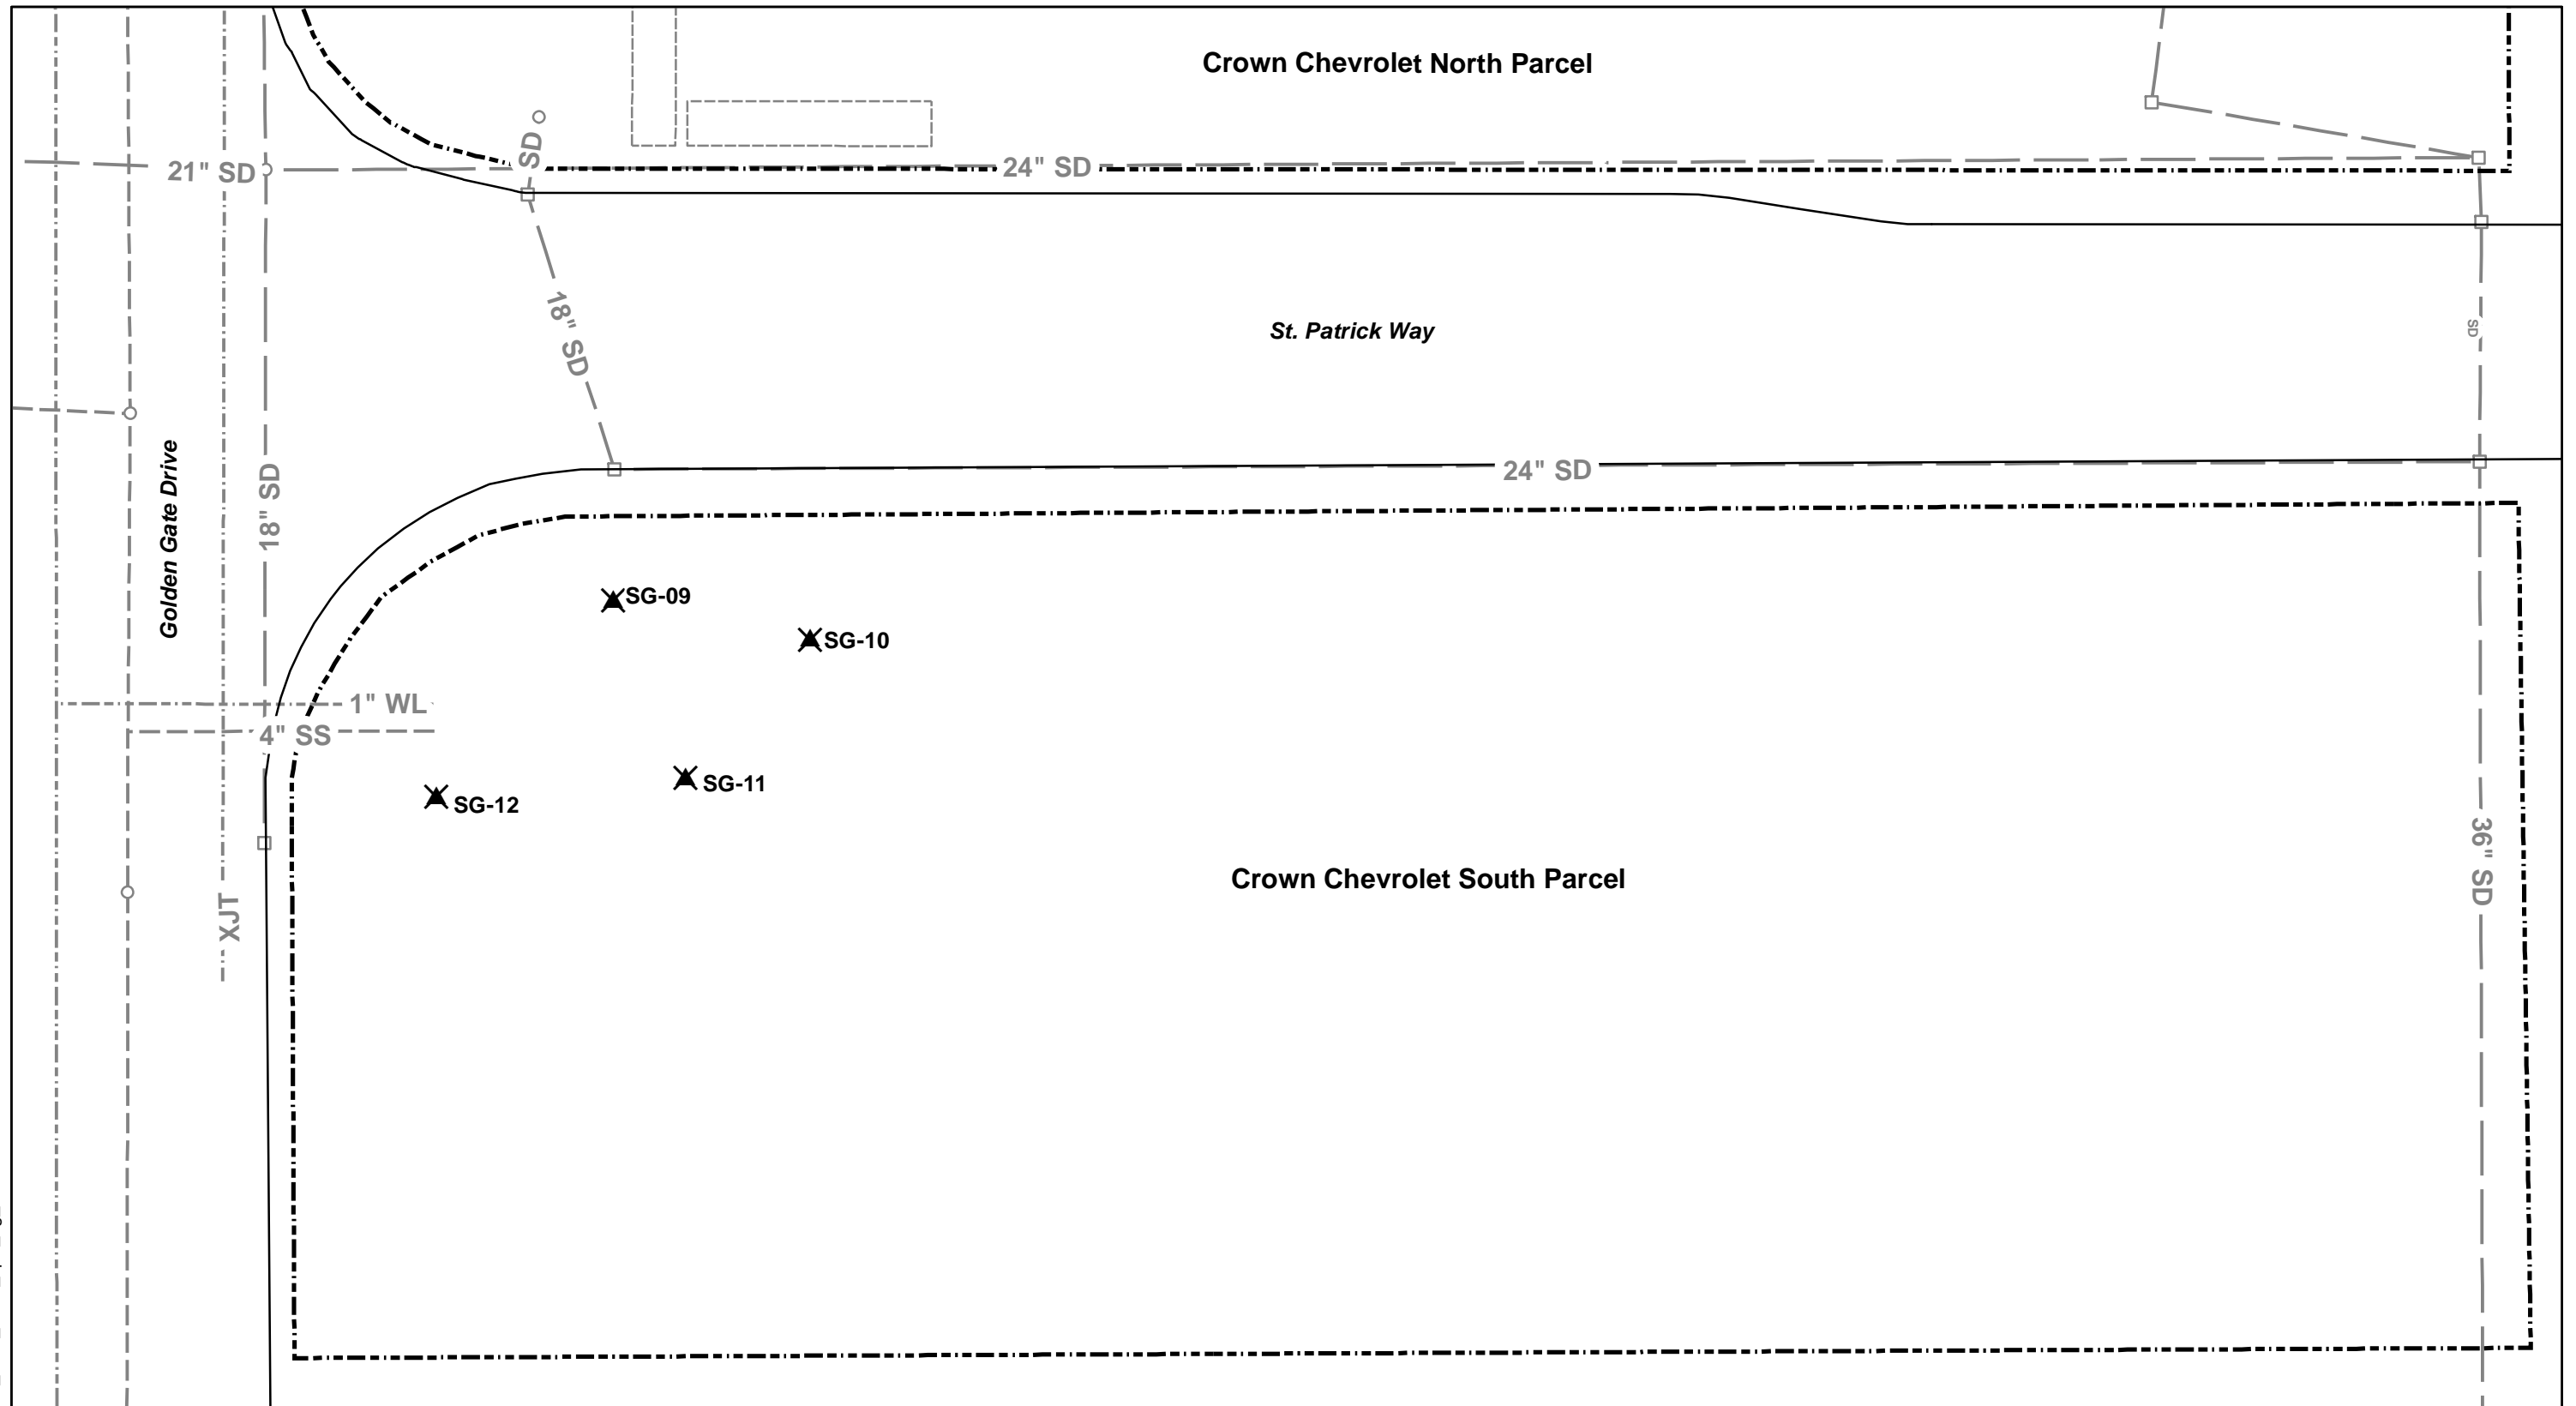 Crown Chevrolet North Parcel
SD
21" SD
24" SD
18" SD
St. Patrick Way
SD
Golden Gate Drive
18" SD
24" SD
SG-09
SG-10
1" WL
4" SS
SG-11
SG-12
36" SD
Crown Chevrolet South Parcel
XJT